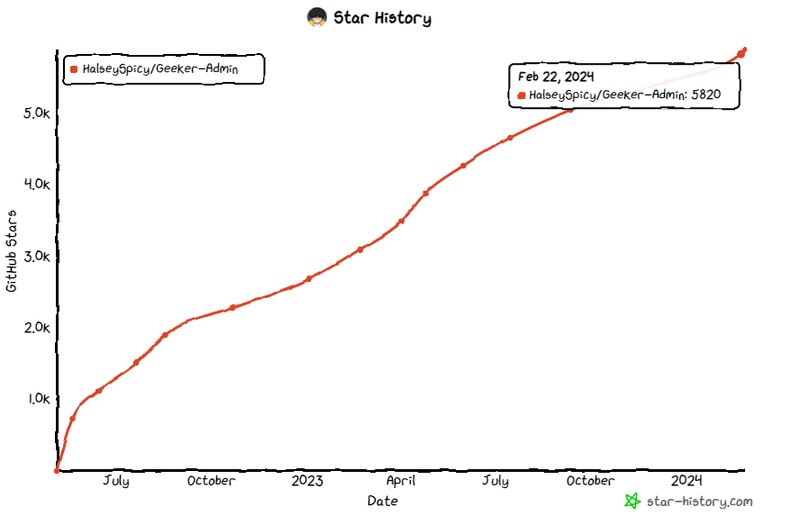 Star History
HalseySpicy/Geeker-Admin
Feb 22, 2024
HalseySpicy/Geeker-Admin: 5820
5.0k
4.0k
3.0k
2.0k
1.0k
GitHub Stars
July
October
2023
April
July
October
2024
Date
star-history.com